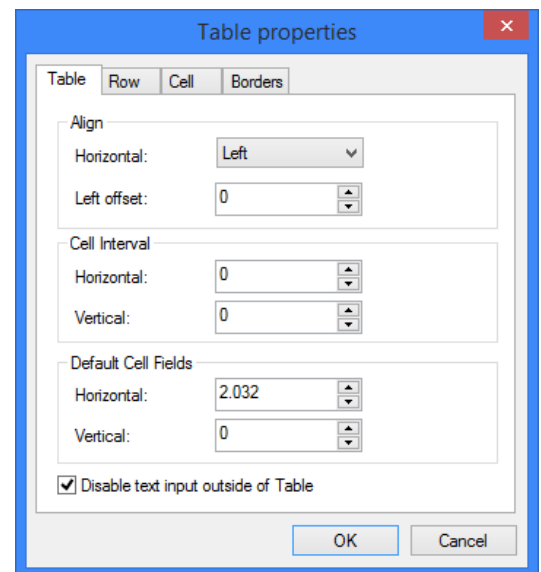 Table properties
Table Row Cell Borders
Align
Horizontal: Left
Left offset: 0
Cell Interval
Horizontal: 0
Vertical: 0
Default Cell Fields
Horizontal: 2.032
Vertical: 0
Disable text input outside of Table
OK Cancel